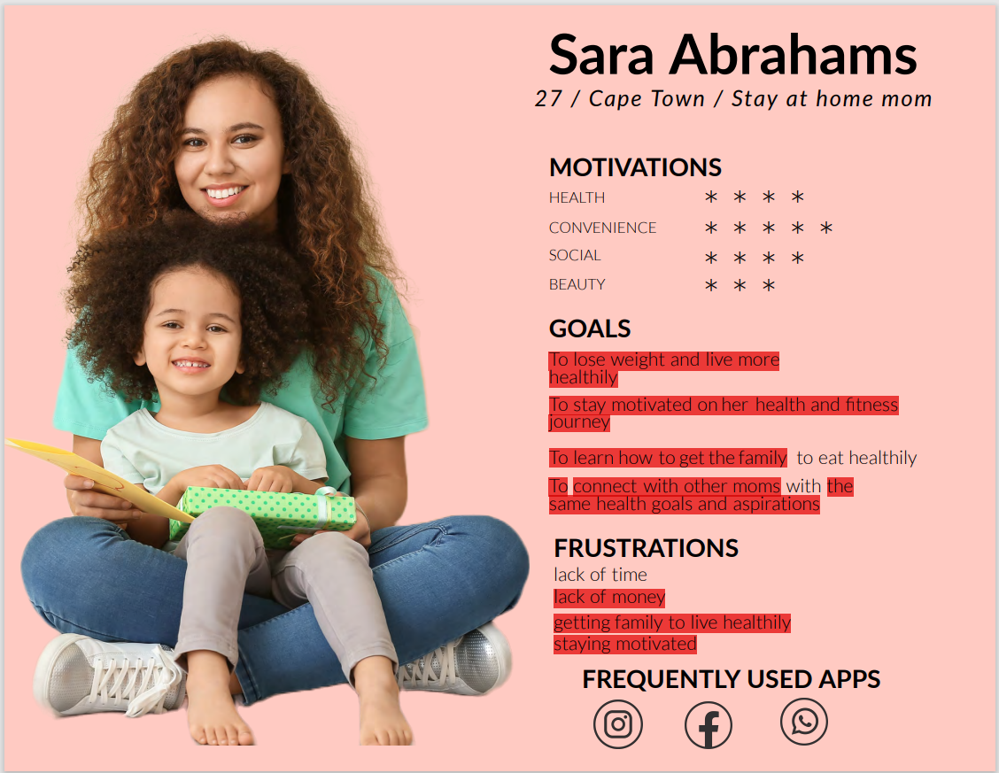 Sara Abrahams
27 / Cape Town / Stay at home mom
MOTIVATIONS
HEALTH * * * *
CONVENIENCE * * * * *
SOCIAL * * * *
BEAUTY * * *
GOALS
To lose weight and live more
healthily
To stay motivated on her health and fitness
journey
To learn how to get the family to eat healthily
To connect with other moms with the
same health goals and aspirations
FRUSTRATIONS
lack of time
lack of money
getting family to live healthily
staying motivated
FREQUENTLY USED APPS